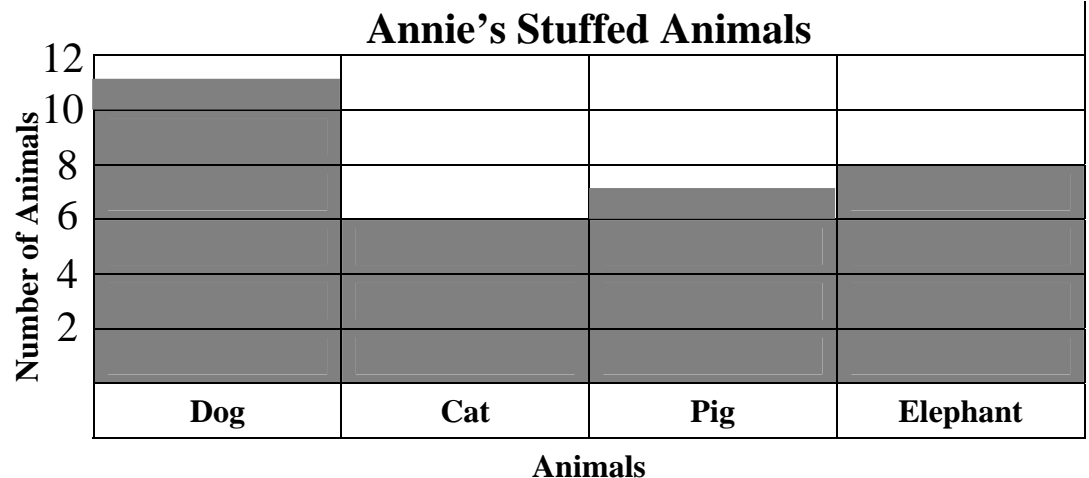 Annie's Stuffed Animals
Number of Animals
12
10
8
6
4
2
Dog Cat Pig Elephant
Animals